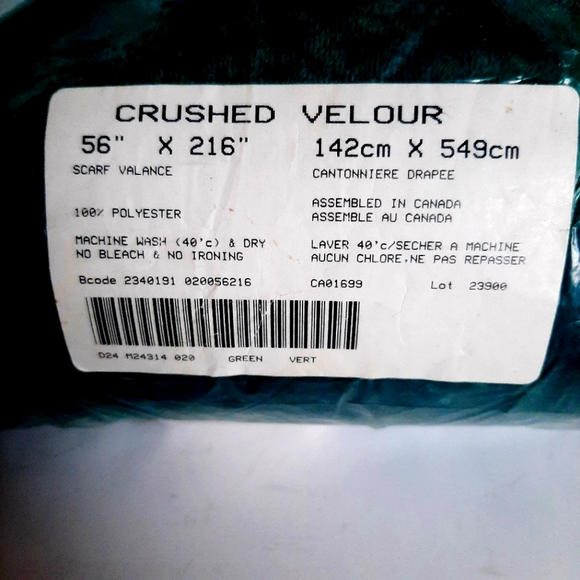 CRUSHED VELOUR
56" X 216" 142cm X 549cm
SCARF VALANCE CANTONNIERE DRAPEE
ASSEMBLED IN CANADA
100% POLYESTER ASSEMBLE AU CANADA
MACHINE WASH (40'c) & DRY LAVER 40'c/SECHER A MACHINE
NO BLEACH & NO IRONING AUCUN CHLORE,NE PAS REPASSER
Bcode 2340191 020056216 CA01699 Lot 23900
D24 M24314 020 GREEN VERT